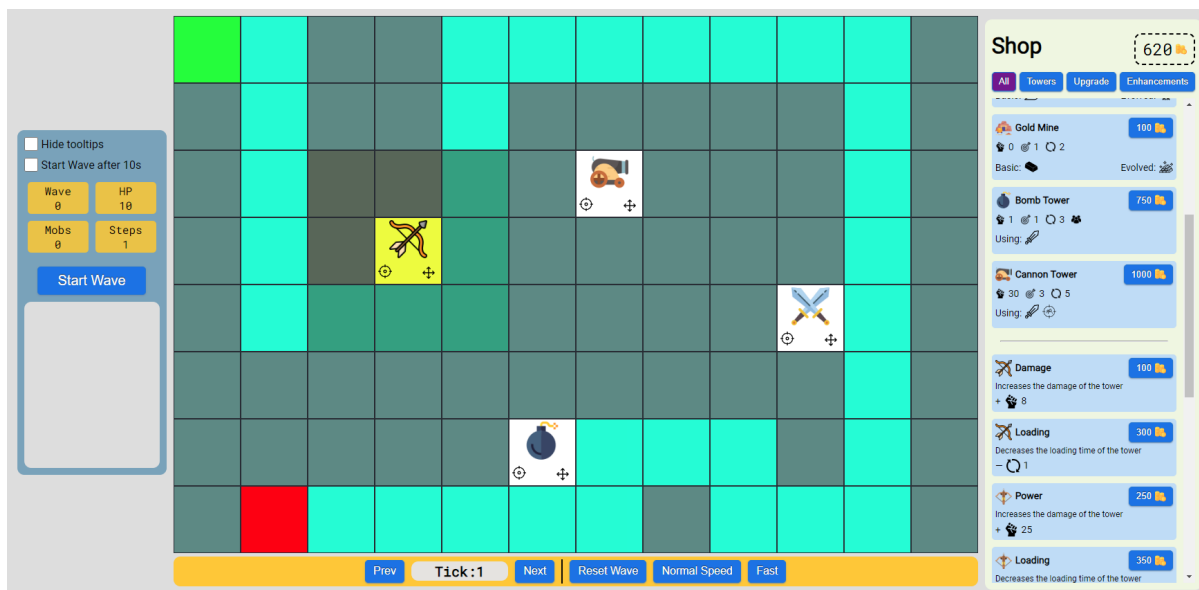 Hide tooltips
Start Wave after 10s
Wave
0
HP
10
Mobs
0
Steps
1
Start Wave
Prev
Tick:1
Next
Reset Wave
Normal Speed
Fast
Shop
620
All
Towers
Upgrade
Enhancements
Gold Mine
100
0 1 2
Basic:
Evolved:
Bomb Tower
750
1 1 3
Using:
Cannon Tower
1000
30 3 5
Using:
Damage
100
Increases the damage of the tower
+ 8
Loading
300
Decreases the loading time of the tower
− 1
Power
250
Increases the damage of the tower
+ 25
Loading
350
Decreases the loading time of the tower